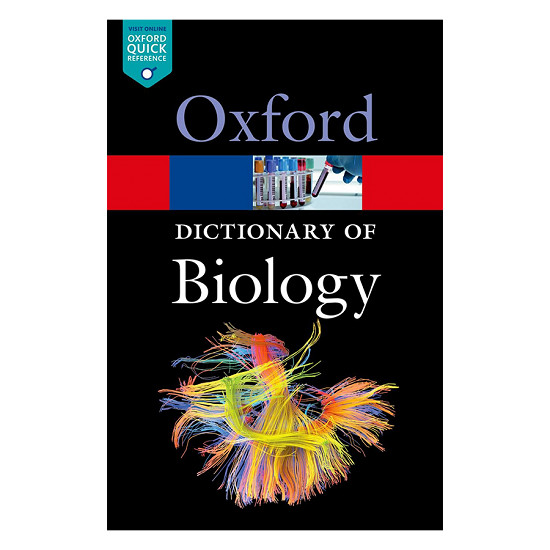 VISIT ONLINE
OXFORD
QUICK
REFERENCE
Oxford
DICTIONARY OF
Biology